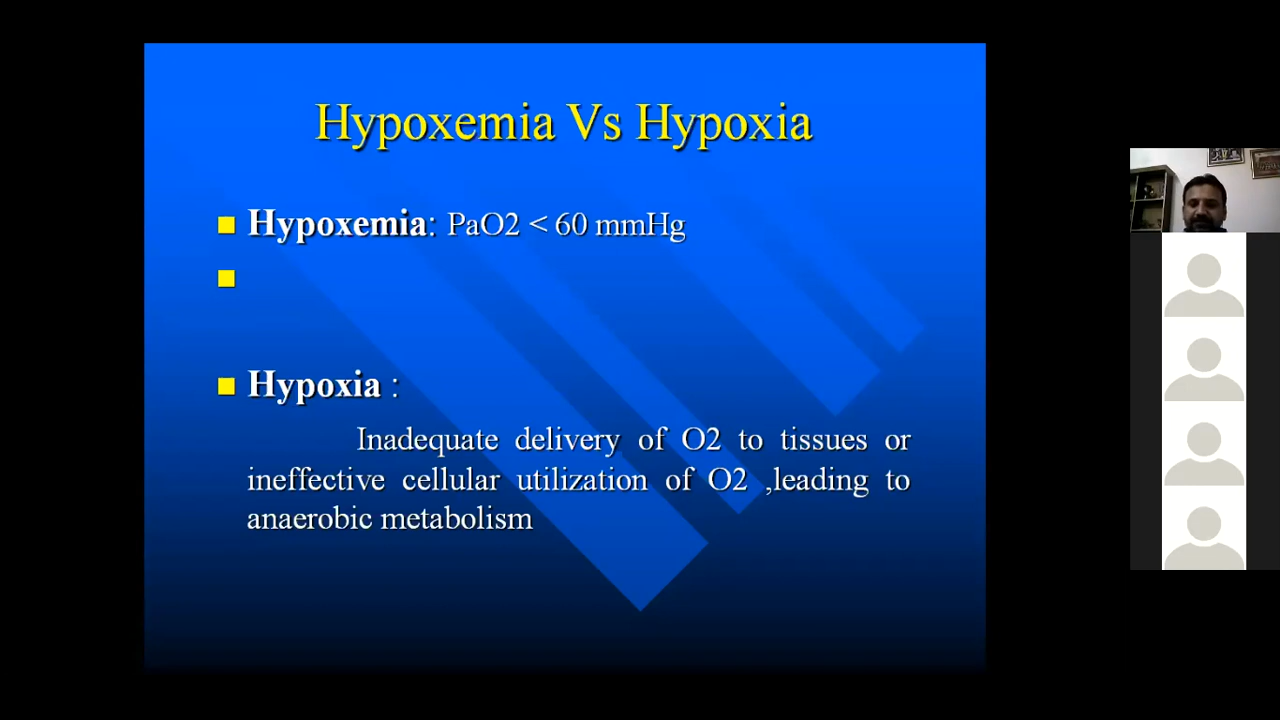 Hypoxemia Vs Hypoxia
Hypoxemia: PaO2 < 60 mmHg
Hypoxia :
Inadequate delivery of O2 to tissues or
ineffective cellular utilization of O2 ,leading to
anaerobic metabolism